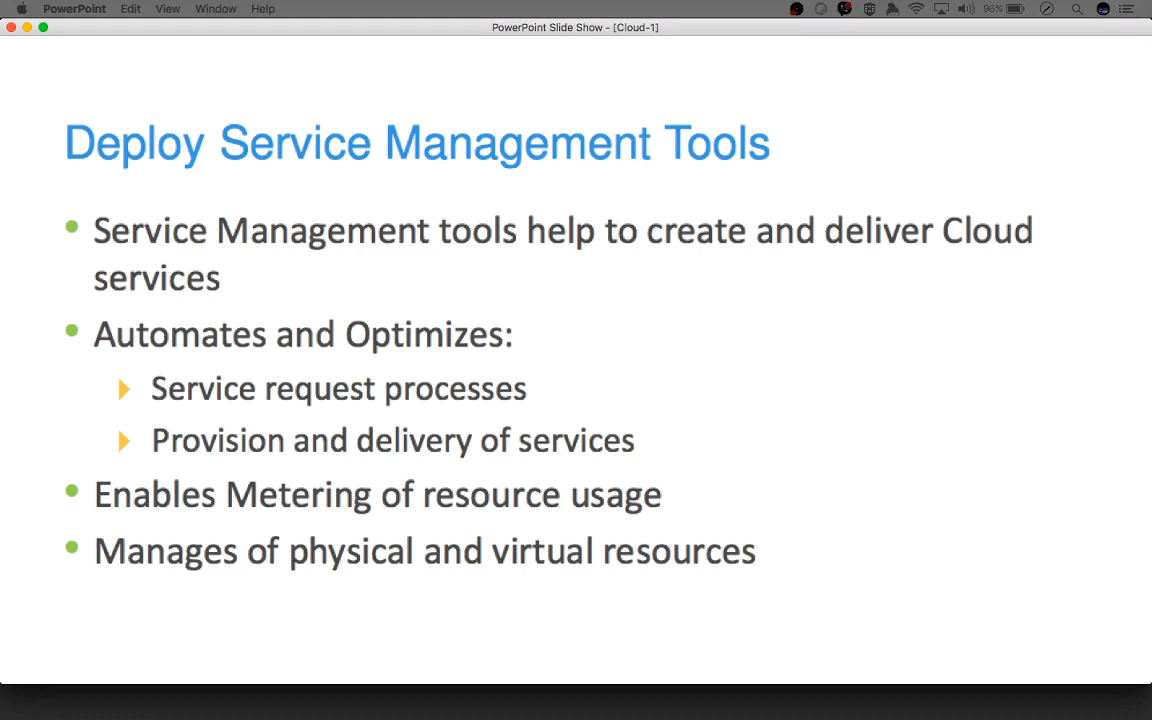 PowerPoint Edit View Window Help 96%
PowerPoint Slide Show - [Cloud-1]
Deploy Service Management Tools
Service Management tools help to create and deliver Cloud
services
Automates and Optimizes:
Service request processes
Provision and delivery of services
Enables Metering of resource usage
Manages of physical and virtual resources